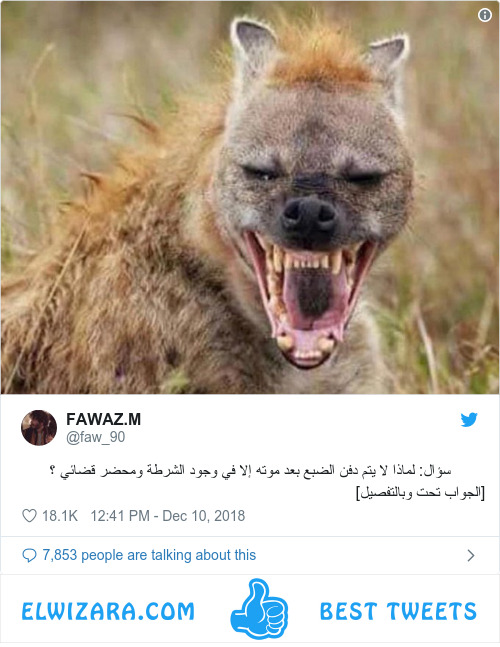 FAWAZ.M
@faw_90
سؤال: لماذا لا يتم دفن الضبع بعد موته إلا في وجود الشرطة ومحضر قضائي ؟
[الجواب تحت وبالتفصيل]
18.1K 12:41 PM - Dec 10, 2018
7,853 people are talking about this
ELWIZARA.COM BEST TWEETS